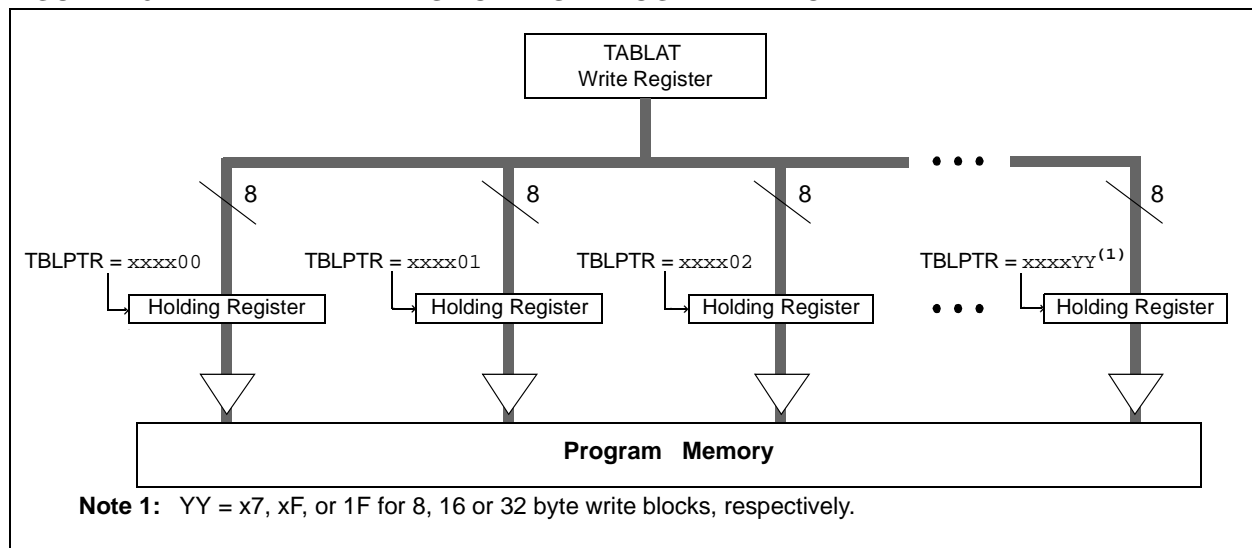 TABLAT
Write Register
8 8 8 8
TBLPTR = xxxx00 TBLPTR = xxxx01 TBLPTR = xxxx02 TBLPTR = xxxxYY(1)
Holding Register Holding Register Holding Register Holding Register
Program Memory
Note 1: YY = x7, xF, or 1F for 8, 16 or 32 byte write blocks, respectively.